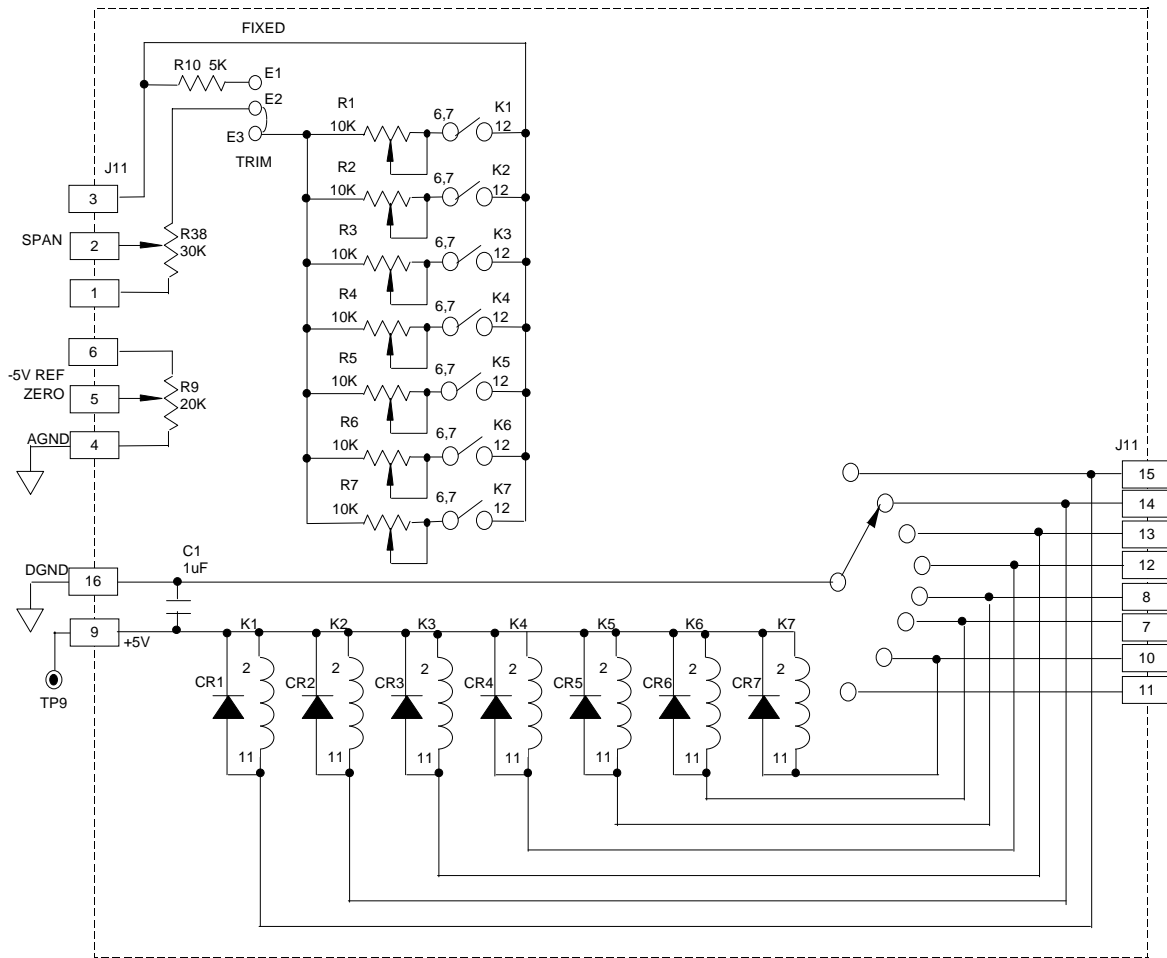 FIXED
R10 5K
E1
E2
E3
TRIM
R1
10K
6,7
K1
12
R2
10K
6,7
K2
12
R3
10K
6,7
K3
12
R4
10K
6,7
K4
12
R5
10K
6,7
K5
12
R6
10K
6,7
K6
12
R7
10K
6,7
K7
12
J11
3
SPAN
2
R38
30K
1
6
-5V REF
ZERO
5
R9
20K
AGND
4
C1
1uF
DGND
16
9
+5V
TP9
K1
2
CR1
11
K2
2
CR2
11
K3
2
CR3
11
K4
2
CR4
11
K5
2
CR5
11
K6
2
CR6
11
K7
2
CR7
11
J11
15
14
13
12
8
7
10
11